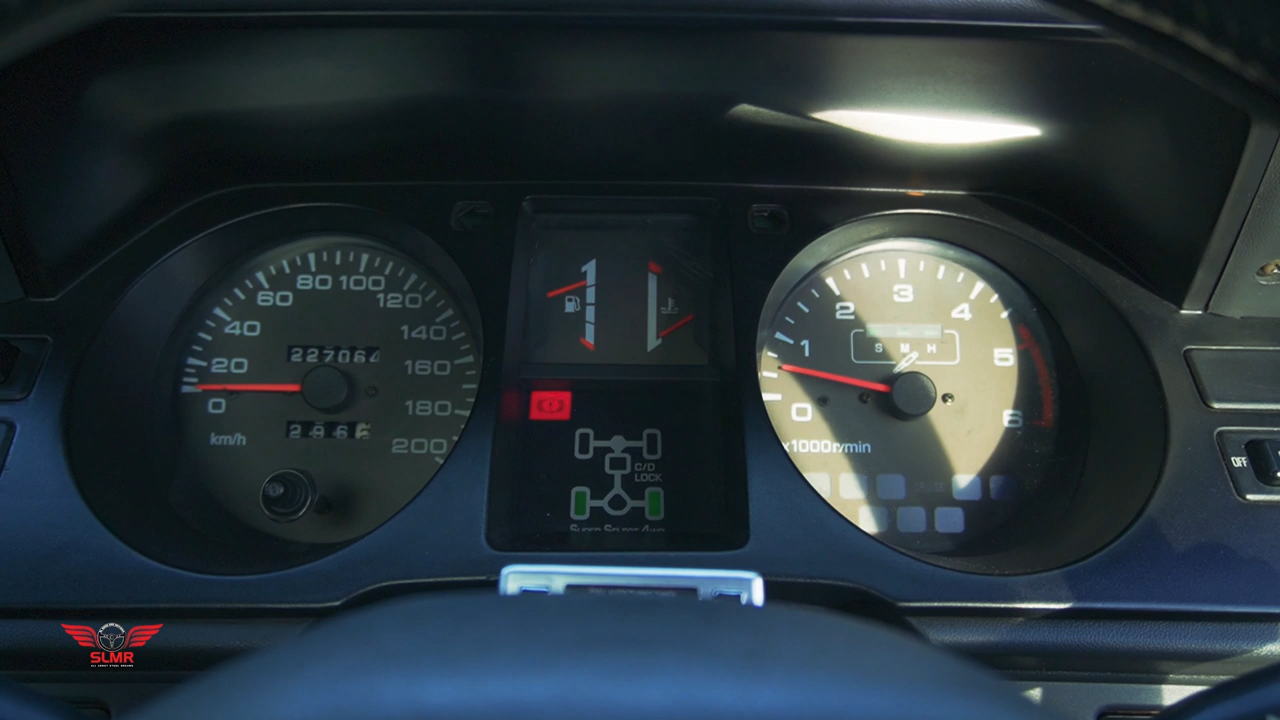 80 100
60 120
40 140
227064
20 160
0 180
296
km/h 200
C/D
LOCK
SUPER SELECT 4WD
3
2 4
S M H
1 5
0 6
x1000r/min
OFF
SLMR